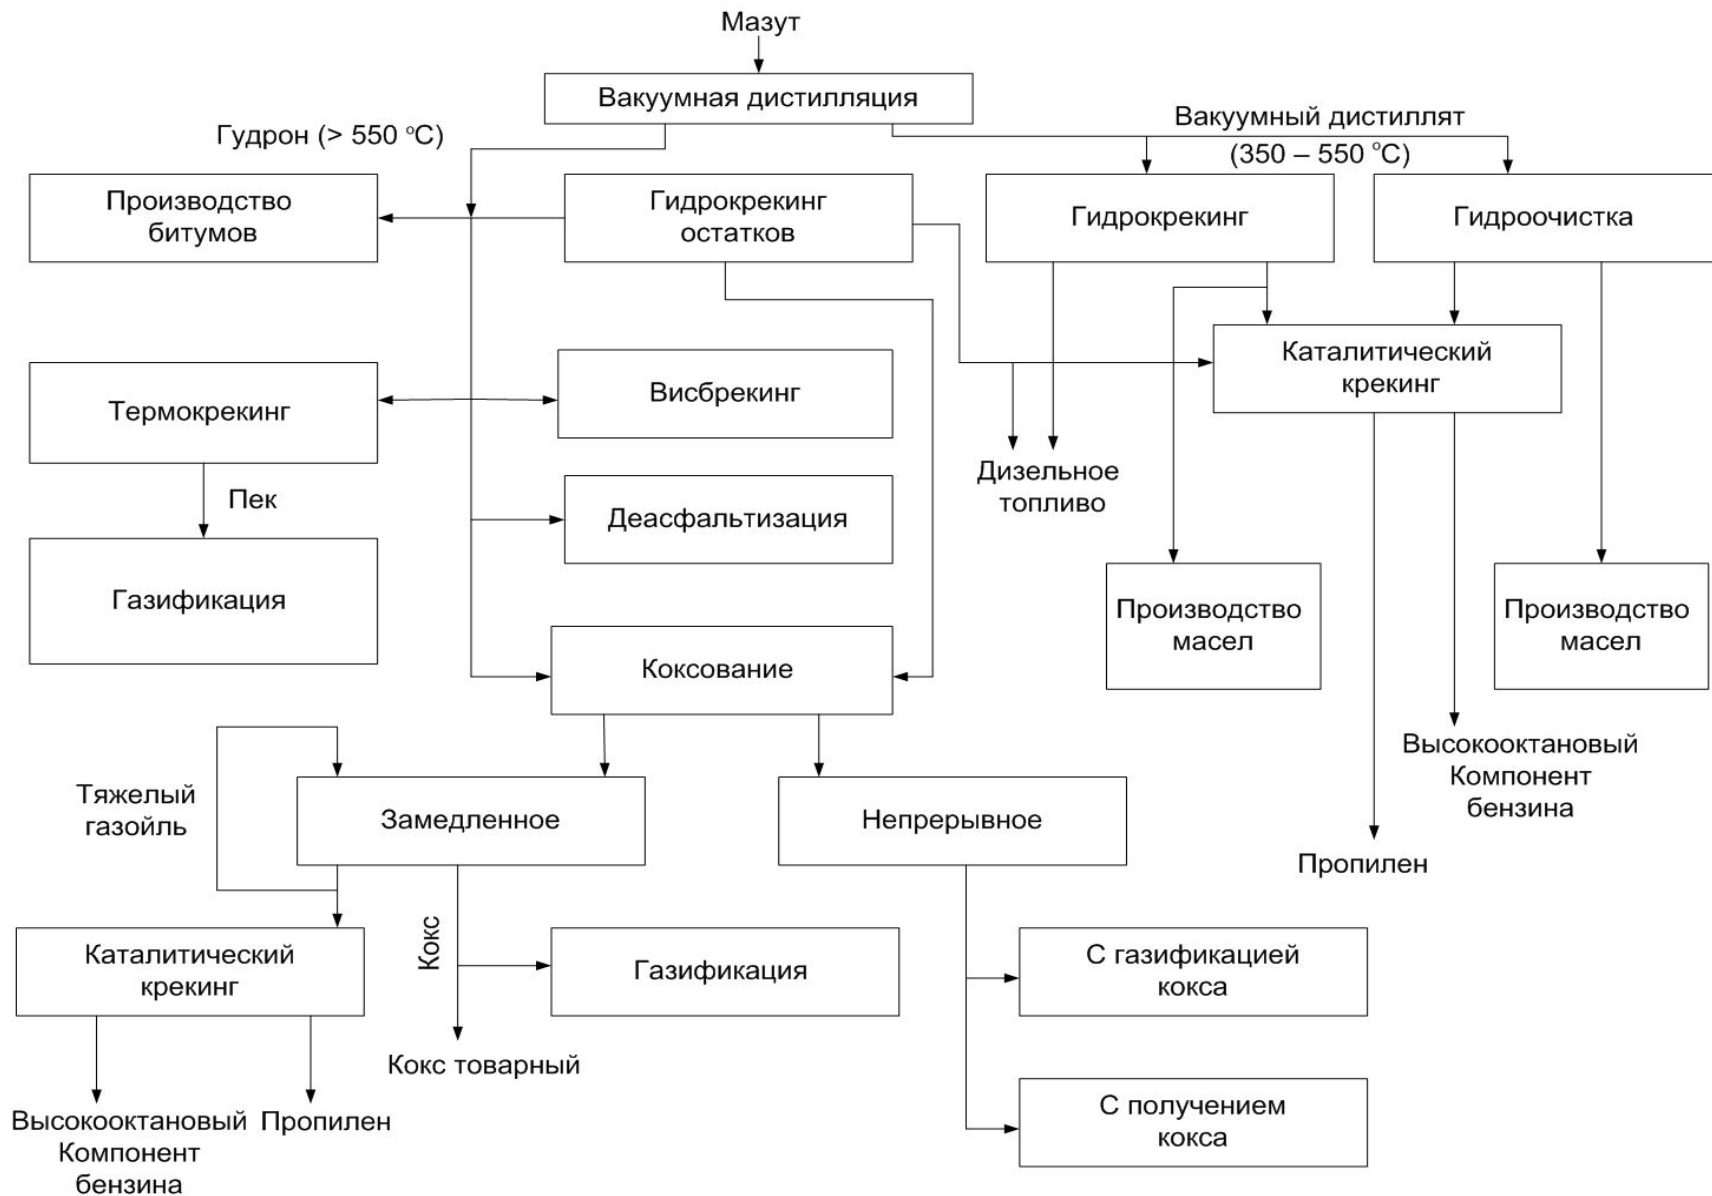 Мазут
Вакуумная дистилляция
Гудрон (> 550 °С)
Вакуумный дистиллят
(350 – 550 °С)
Производство
битумов
Гидрокрекинг
остатков
Гидрокрекинг
Гидроочистка
Каталитический
крекинг
Термокрекинг
Висбрекинг
Дизельное
топливо
Пек
Деасфальтизация
Газификация
Производство
масел
Производство
масел
Коксование
Высокооктановый
Компонент
бензина
Тяжелый
газойль
Замедленное
Непрерывное
Пропилен
Кокс
Каталитический
крекинг
Газификация
С газификацией
кокса
Кокс товарный
Высокооктановый
Компонент
бензина
Пропилен
С получением
кокса